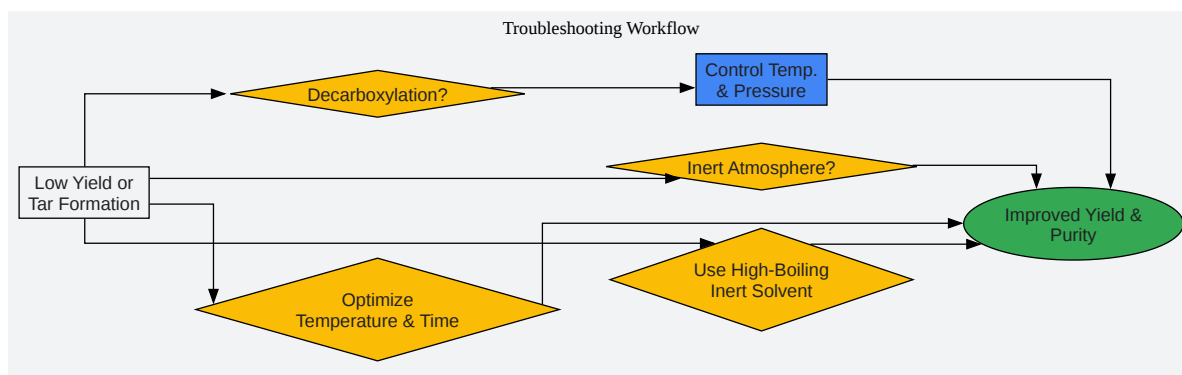 Troubleshooting Workflow
Decarboxylation?
Control Temp.
& Pressure
Inert Atmosphere?
Low Yield or
Tar Formation
Improved Yield &
Purity
Use High-Boiling
Inert Solvent
Optimize
Temperature & Time